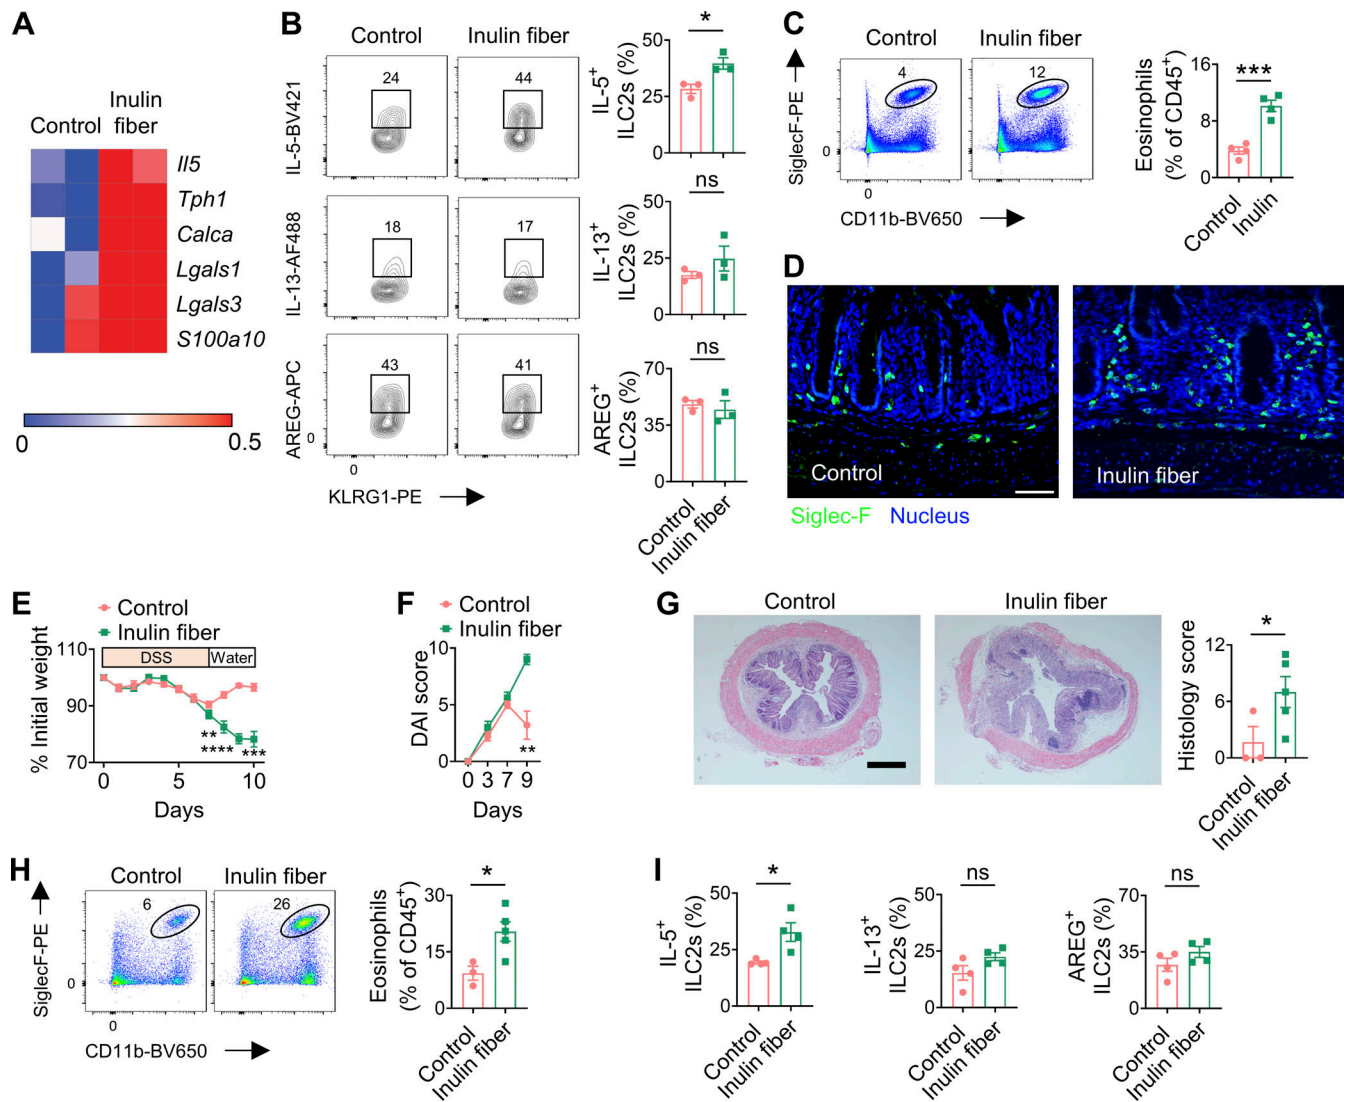 A
Control
Inulin
fiber
Il5
Tph1
Calca
Lgals1
Lgals3
S100a10
0
0.5
B
Control
Inulin fiber
24
44
IL-5-BV421
50
25
0
*
IL-5+
ILC2s (%)
18
17
IL-13-AF488
50
25
0
ns
IL-13+
ILC2s (%)
43
41
AREG-APC
0
0
KLRG1-PE
70
35
0
ns
AREG+
ILC2s (%)
Control
Inulin fiber
C
Control
Inulin fiber
4
12
SiglecF-PE
0
0
CD11b-BV650
16
8
0
***
Eosinophils
(% of CD45+)
Control
Inulin
D
Control
Inulin fiber
Siglec-F
Nucleus
E
Control
Inulin fiber
DSS
Water
110
90
70
% Initial weight
**
****
***
0
5
10
Days
F
Control
Inulin fiber
10
5
0
DAI score
**
0
3
7
9
Days
G
Control
Inulin fiber
12
6
0
*
Histology score
Control
Inulin fiber
H
Control
Inulin fiber
6
26
SiglecF-PE
0
0
CD11b-BV650
30
15
0
*
Eosinophils
(% of CD45+)
Control
Inulin fiber
I
50
25
0
*
IL-5+
ILC2s (%)
Control
Inulin fiber
50
25
0
ns
IL-13+
ILC2s (%)
Control
Inulin fiber
70
35
0
ns
AREG+
ILC2s (%)
Control
Inulin fiber